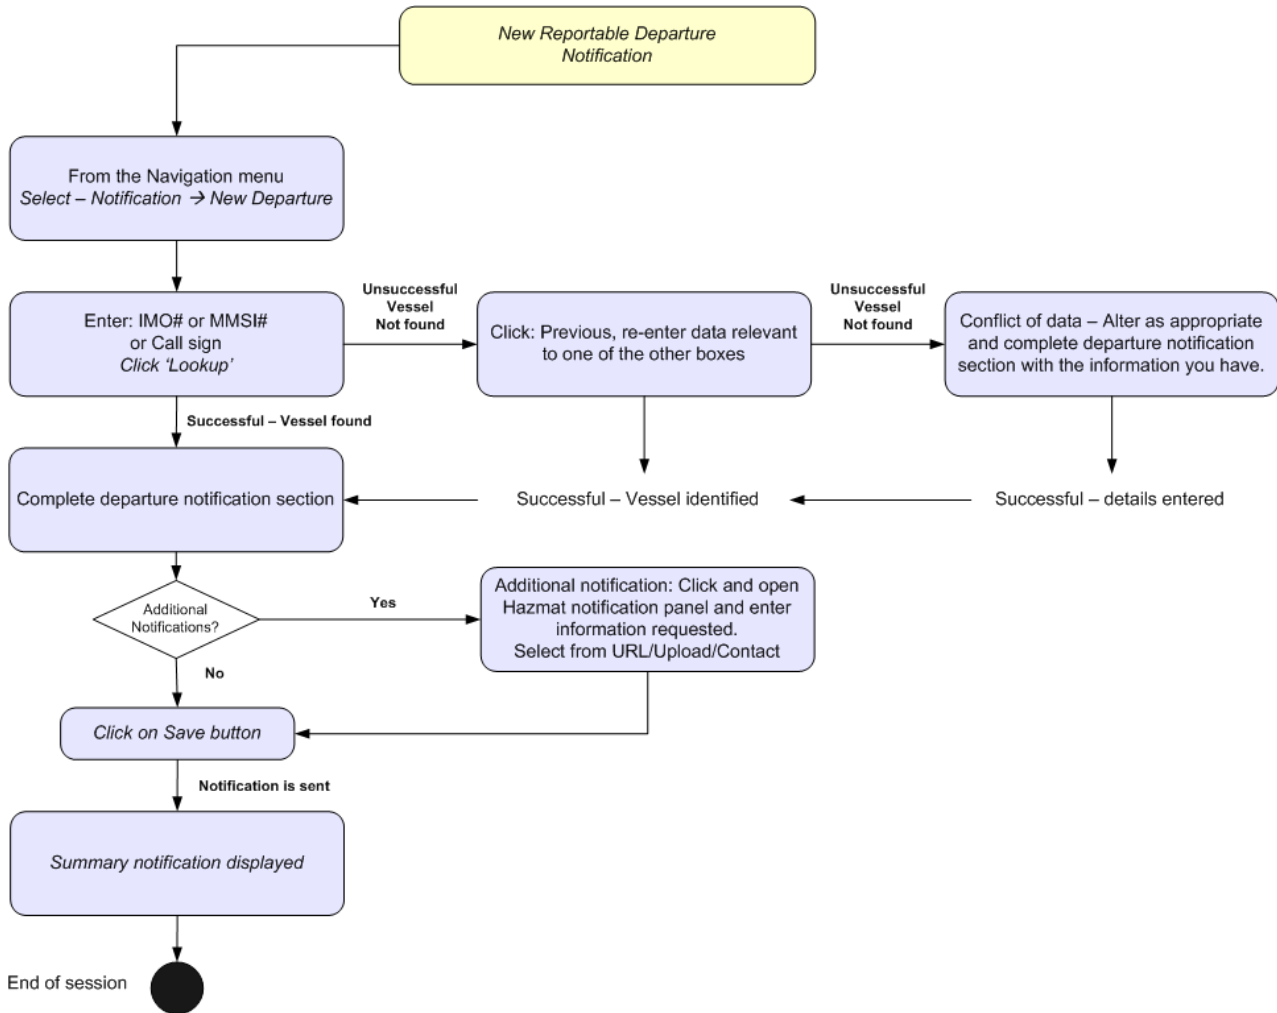 New Reportable Departure
Notification
From the Navigation menu
Select – Notification → New Departure
Enter: IMO# or MMSI#
or Call sign
Click ‘Lookup’
Unsuccessful
Vessel
Not found
Click: Previous, re-enter data relevant
to one of the other boxes
Unsuccessful
Vessel
Not found
Conflict of data – Alter as appropriate
and complete departure notification
section with the information you have.
Successful – Vessel found
Complete departure notification section
Successful – Vessel identified
Successful – details entered
Additional
Notifications?
Yes
Additional notification: Click and open
Hazmat notification panel and enter
information requested.
Select from URL/Upload/Contact
No
Click on Save button
Notification is sent
Summary notification displayed
End of session